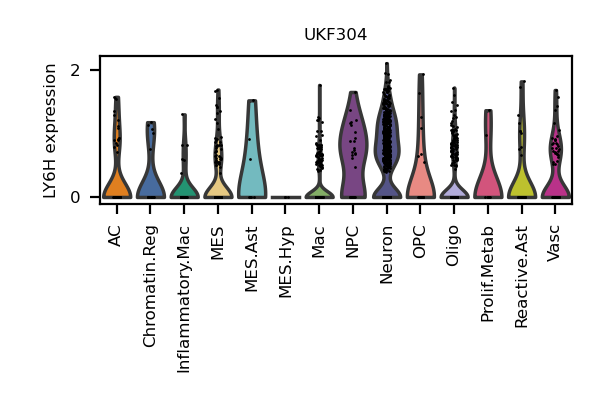 UKF304
LY6H expression
2
0
AC
Chromatin.Reg
Inflammatory.Mac
MES
MES.Ast
MES.Hyp
Mac
NPC
Neuron
OPC
Oligo
Prolif.Metab
Reactive.Ast
Vasc